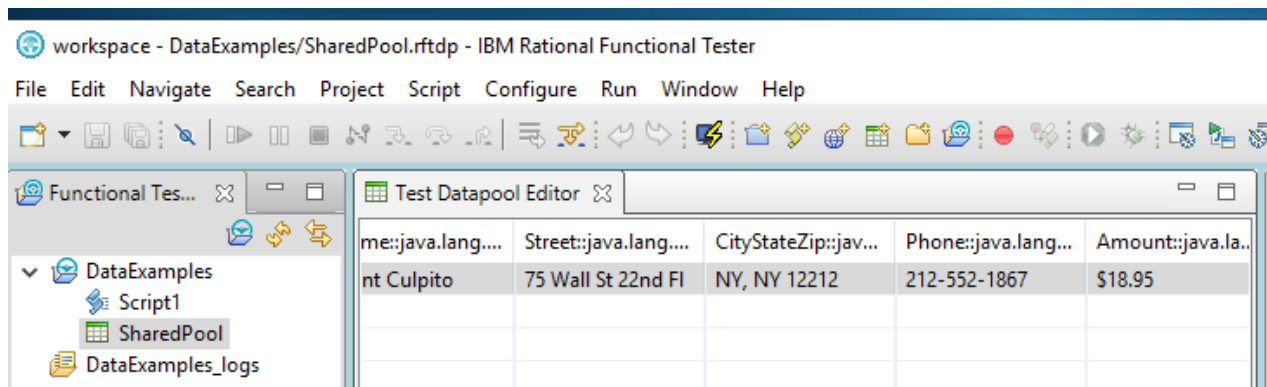 workspace - DataExamples/SharedPool.rftdp - IBM Rational Functional Tester
File Edit Navigate Search Project Script Configure Run Window Help
Functional Tes...
Test Datapool Editor
me::java.lang.... Street::java.lang.... CityStateZip::jav... Phone::java.lang... Amount::java.la..
nt Culpito 75 Wall St 22nd Fl NY, NY 12212 212-552-1867 $18.95
DataExamples
Script1
SharedPool
DataExamples_logs